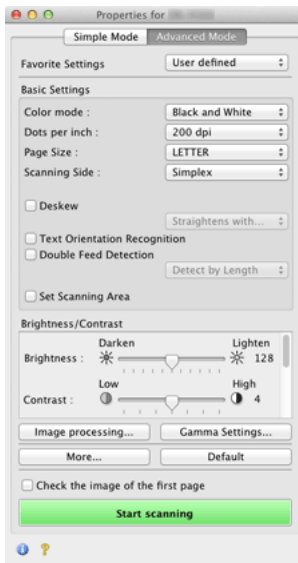 Properties for
Simple Mode Advanced Mode
Favorite Settings User defined
Basic Settings
Color mode : Black and White
Dots per inch : 200 dpi
Page Size : LETTER
Scanning Side : Simplex
Deskew
Straightens with...
Text Orientation Recognition
Double Feed Detection
Detect by Length
Set Scanning Area
Brightness/Contrast
Darken Lighten
Brightness : 128
Low High
Contrast : 4
Image processing... Gamma Settings...
More... Default
Check the image of the first page
Start scanning